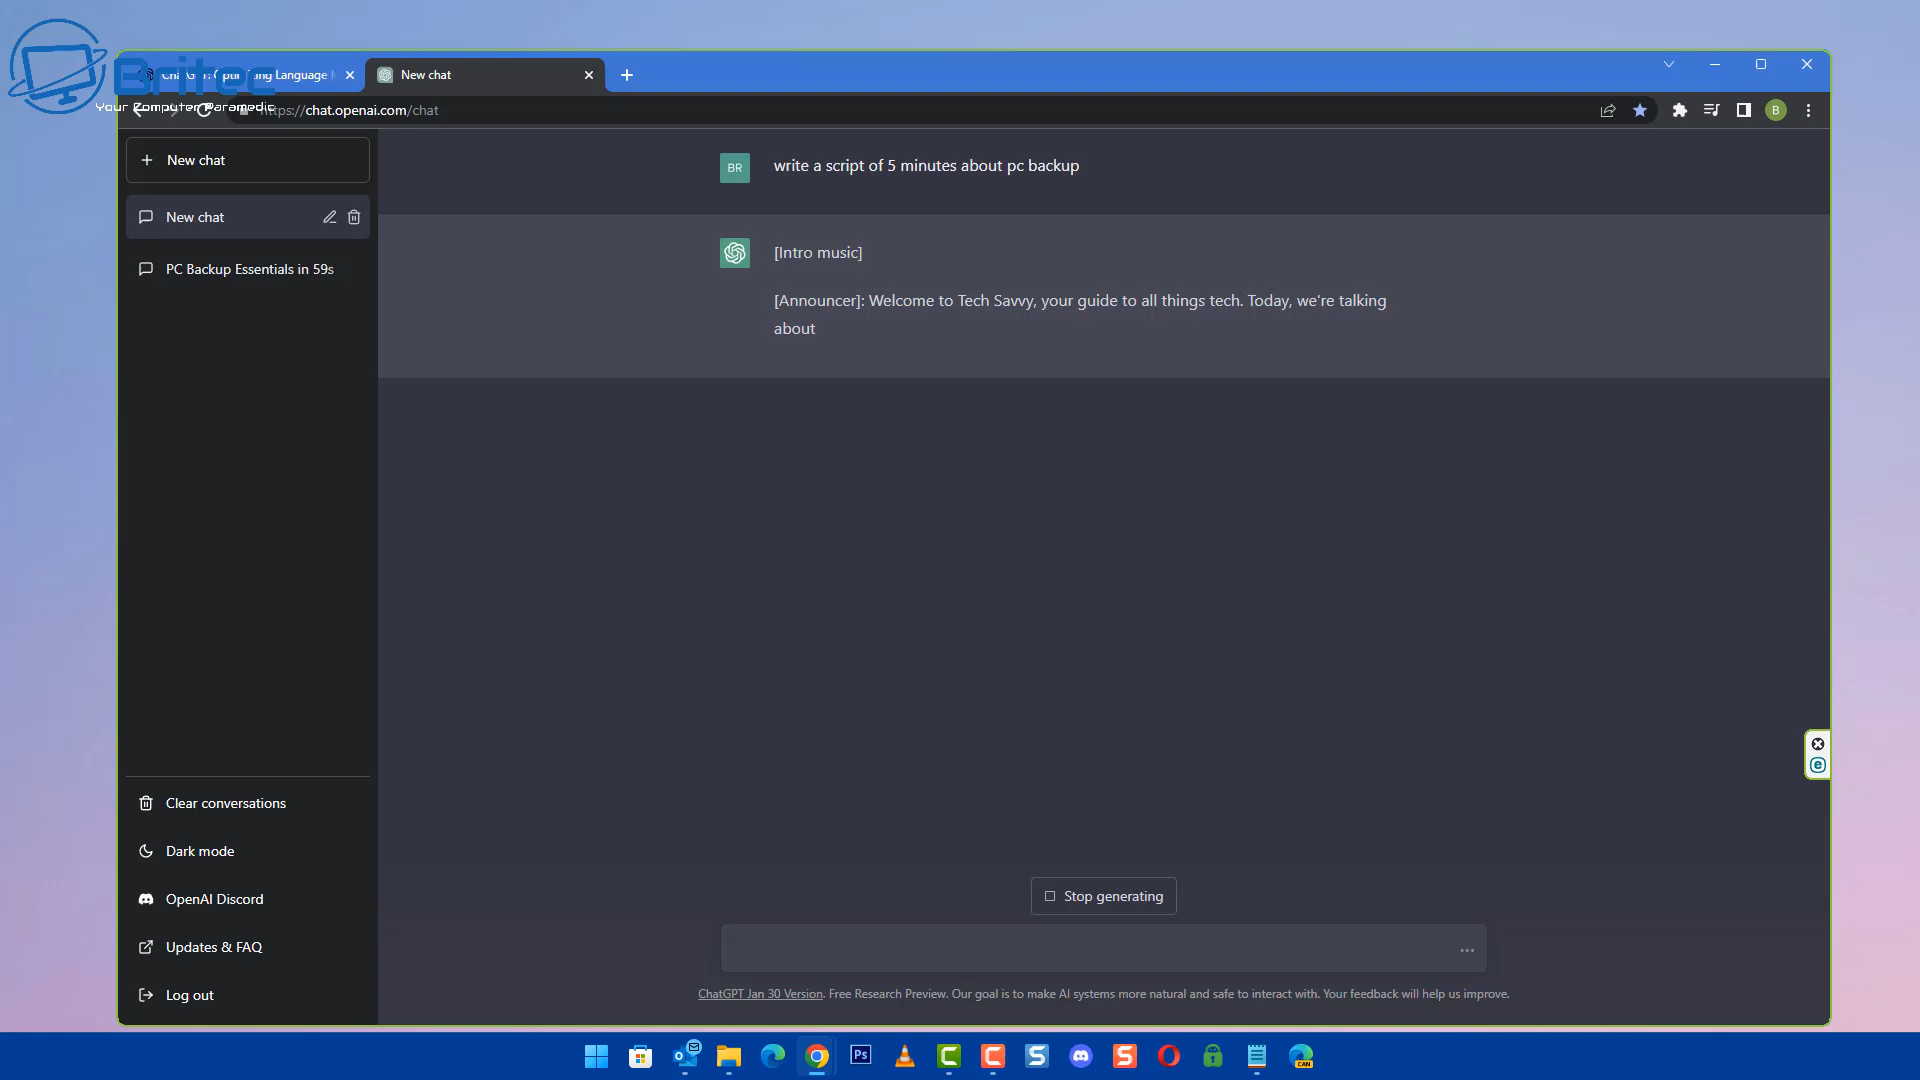 Britec
Your Computer Paramedic
New chat
https://chat.openai.com/chat
B
New chat
New chat
PC Backup Essentials in 59s
Clear conversations
Dark mode
OpenAI Discord
Updates & FAQ
Log out
BR
write a script of 5 minutes about pc backup
[Intro music]
[Announcer]: Welcome to Tech Savvy, your guide to all things tech. Today, we're talking
about
Stop generating
ChatGPT Jan 30 Version. Free Research Preview. Our goal is to make AI systems more natural and safe to interact with. Your feedback will help us improve.
Ps
CAN